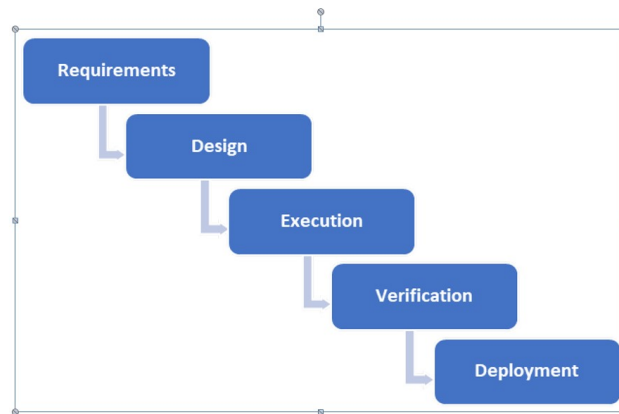 Requirements
Design
Execution
Verification
Deployment